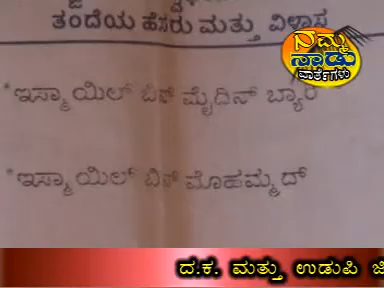 ತಂದೆಯ ಹೆಸರು ಮತ್ತು ವಿಳಾಸ
ನಮ್ಮ
ನಾಡು
ವಾರ್ತೆಗಳು
*ಇಸ್ಮಾಯಿಲ್ ಬಿನ್ ಮೈದಿನ್ ಬ್ಯಾರಿ
*ಇಸ್ಮಾಯಿಲ್ ಬಿನ್ ಮೊಹಮ್ಮದ್
ದ.ಕ. ಮತ್ತು ಉಡುಪಿ ಜಿ